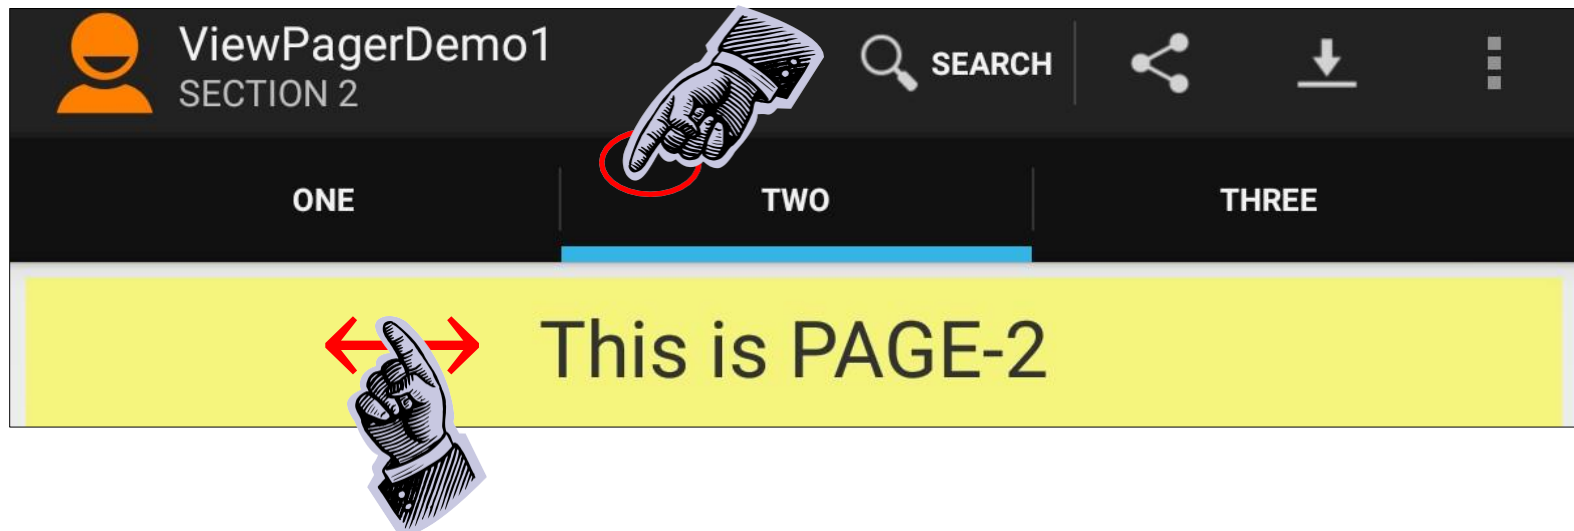 ViewPagerDemo1
SECTION 2
SEARCH
ONE TWO THREE
This is PAGE-2